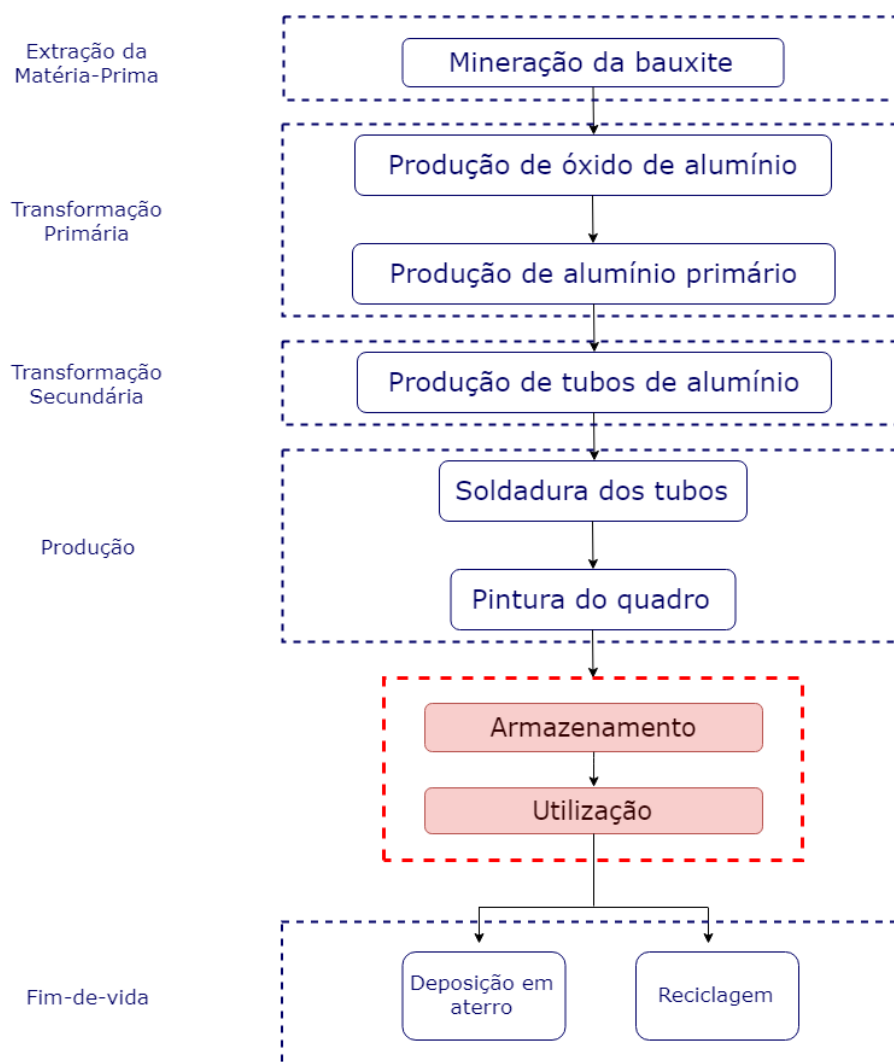 Extração da
Matéria-Prima
Mineração da bauxite
Transformação
Primária
Produção de óxido de alumínio
Produção de alumínio primário
Transformação
Secundária
Produção de tubos de alumínio
Produção
Soldadura dos tubos
Pintura do quadro
Armazenamento
Utilização
Fim-de-vida
Deposição em
aterro
Reciclagem